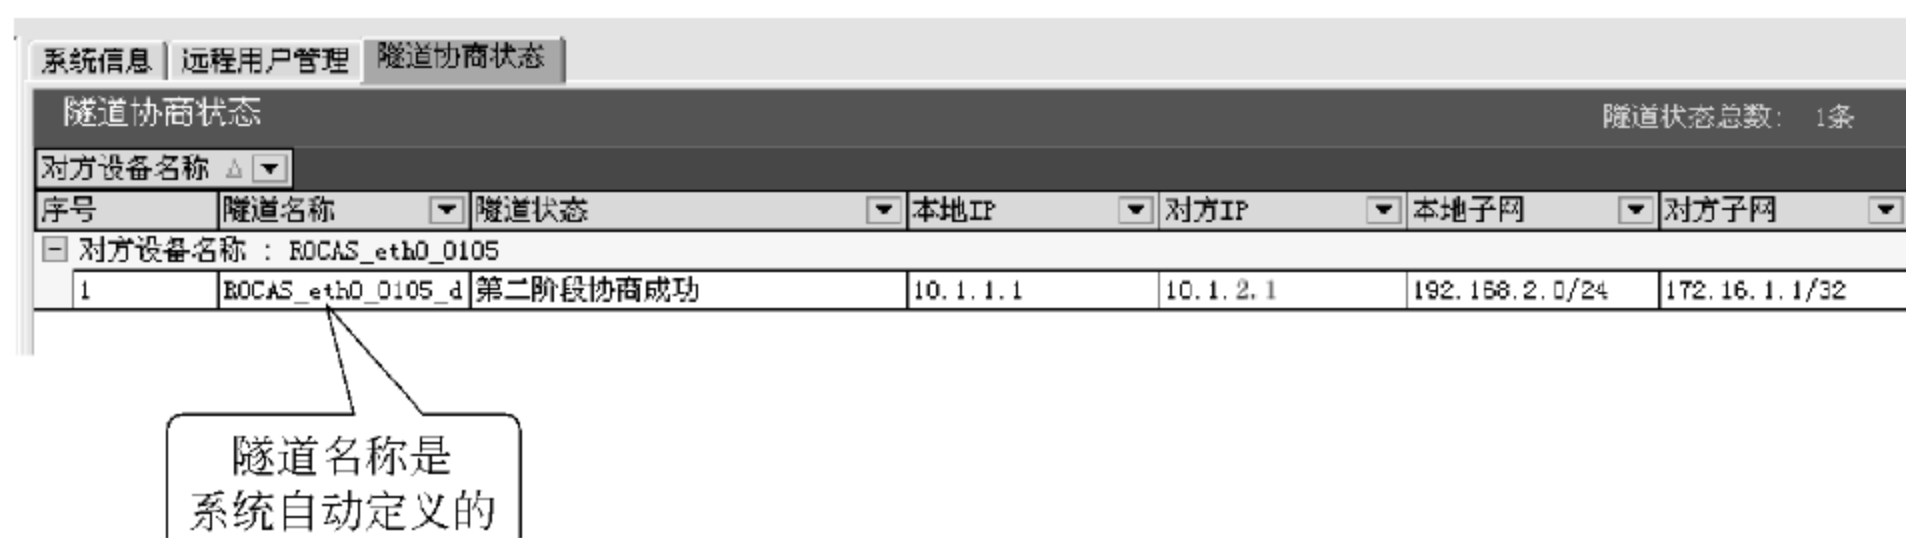 系统信息 远程用户管理 隧道协商状态
隧道协商状态 隧道状态总数: 1条
对方设备名称
序号 隧道名称 隧道状态 本地IP 对方IP 本地子网 对方子网
对方设备名称 : ROCAS_eth0_0105
1 ROCAS_eth0_0105_d 第二阶段协商成功 10.1.1.1 10.1.2.1 192.168.2.0/24 172.16.1.1/32
隧道名称是
系统自动定义的